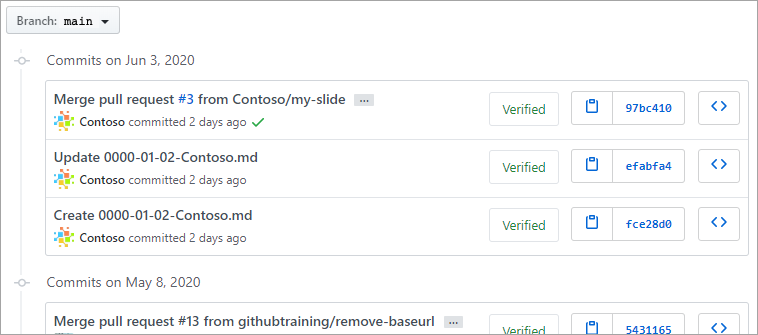 Branch: main
Commits on Jun 3, 2020
Merge pull request #3 from Contoso/my-slide ...
Verified
97bc410
Contoso committed 2 days ago
Update 0000-01-02-Contoso.md
Verified
efabfa4
Contoso committed 2 days ago
Create 0000-01-02-Contoso.md
Verified
fce28d0
Contoso committed 2 days ago
Commits on May 8, 2020
Merge pull request #13 from githubtraining/remove-baseurl ...
Verified
5431165